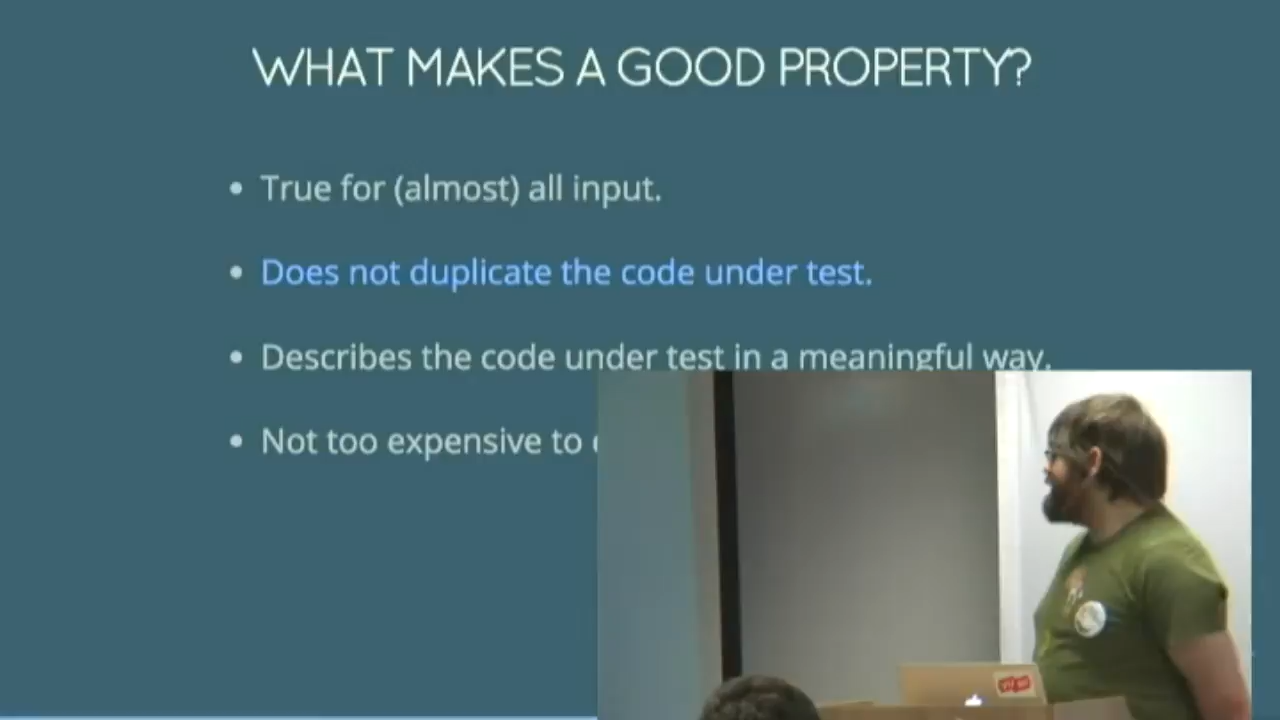 WHAT MAKES A GOOD PROPERTY?
True for (almost) all input.
Does not duplicate the code under test.
Describes the code under test in a meaningful way.
Not too expensive to